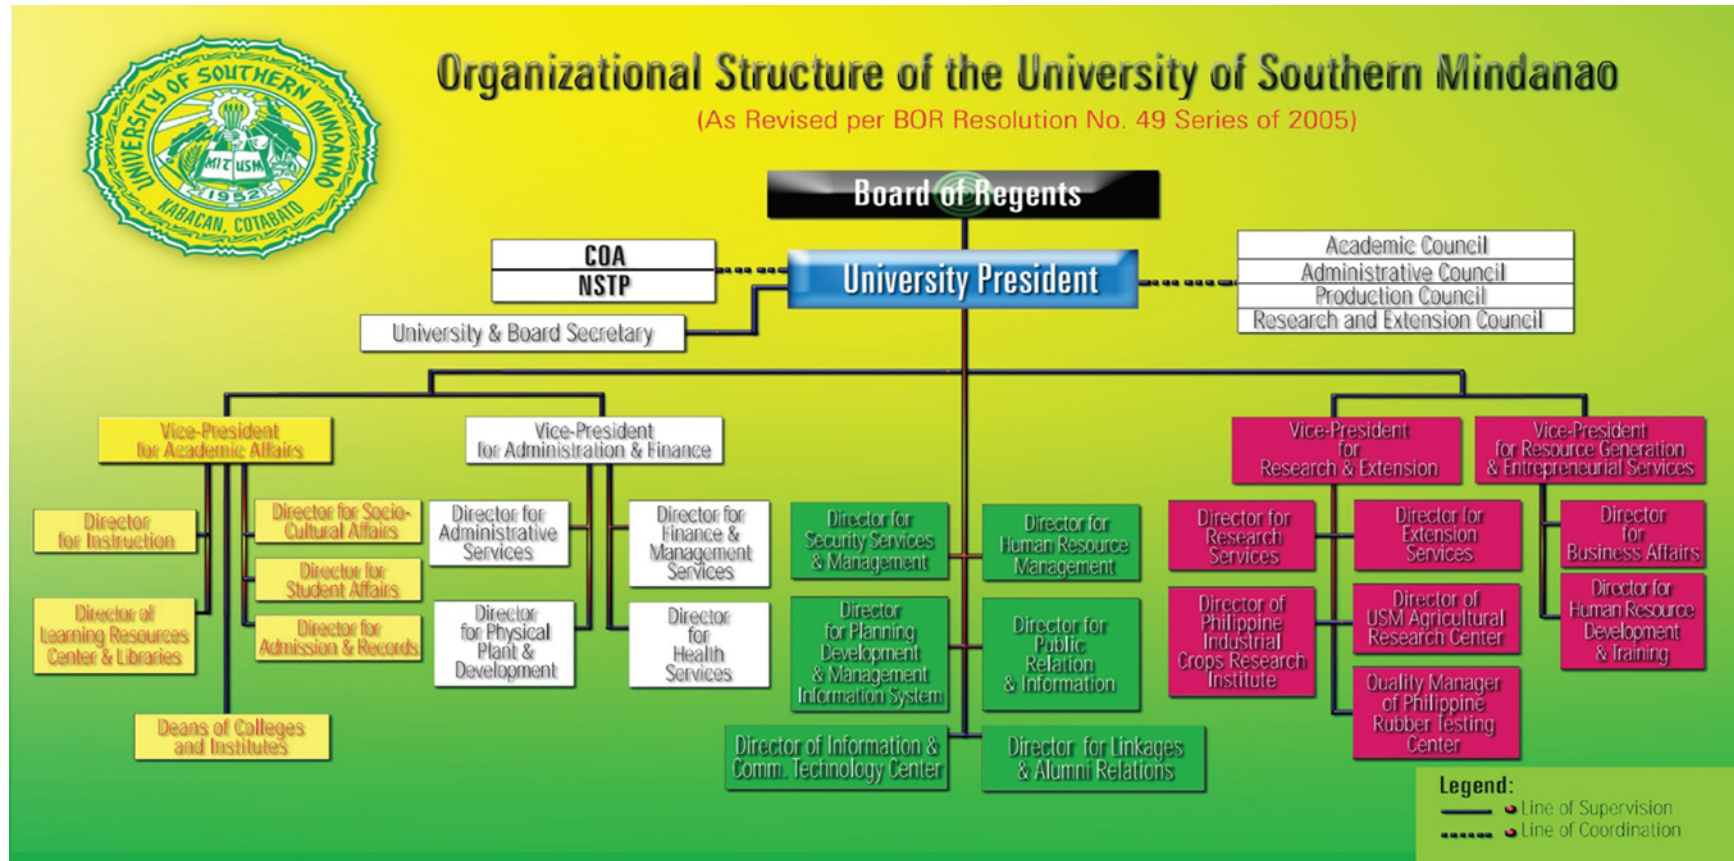 UNIVERSITY OF SOUTHERN MINDANAO
MIT USM
1952
KABACAN, COTABATO
Organizational Structure of the University of Southern Mindanao
(As Revised per BOR Resolution No. 49 Series of 2005)
Board of Regents
COA
NSTP
University President
Academic Council
Administrative Council
Production Council
Research and Extension Council
University & Board Secretary
Vice-President
for Academic Affairs
Vice-President
for Administration & Finance
Vice-President
for
Research & Extension
Vice-President
for Resource Generation
& Entrepreneurial Services
Director
for Instruction
Director for Socio-
Cultural Affairs
Director for
Student Affairs
Director of
Learning Resources
Center & Libraries
Director for
Admission & Records
Deans of Colleges
and Institutes
Director for
Administrative
Services
Director for
Finance &
Management
Services
Director
for Physical
Plant &
Development
Director
for
Health
Services
Director for
Security Services
& Management
Director for
Human Resource
Management
Director
for Planning
Development
& Management
Information System
Director for
Public
Relation
& Information
Director of Information &
Comm. Technology Center
Director for Linkages
& Alumni Relations
Director for
Research
Services
Director for
Extension
Services
Director of
Philippine
Industrial
Crops Research
Institute
Director of
USM Agricultural
Research Center
Quality Manager
of Philippine
Rubber Testing
Center
Director
for
Business Affairs
Director for
Human Resource
Development
& Training
Legend:
Line of Supervision
Line of Coordination